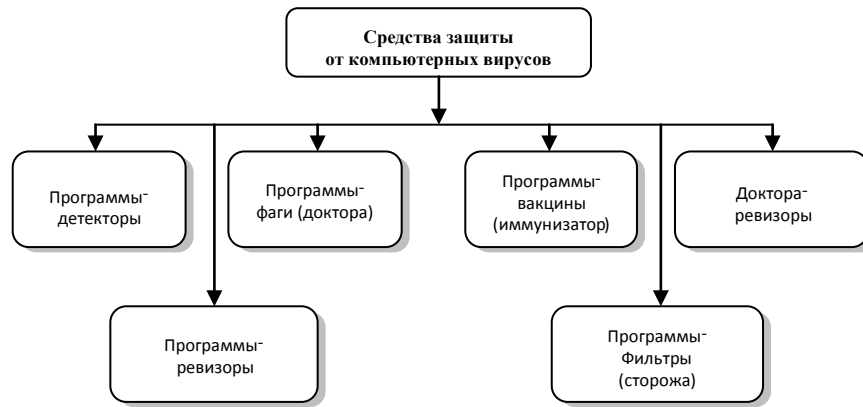 Средства защиты
от компьютерных вирусов
Программы-
детекторы
Программы-
фаги (доктора)
Программы-
вакцины
(иммунизатор)
Доктора-
ревизоры
Программы-
ревизоры
Программы-
Фильтры
(сторожа)